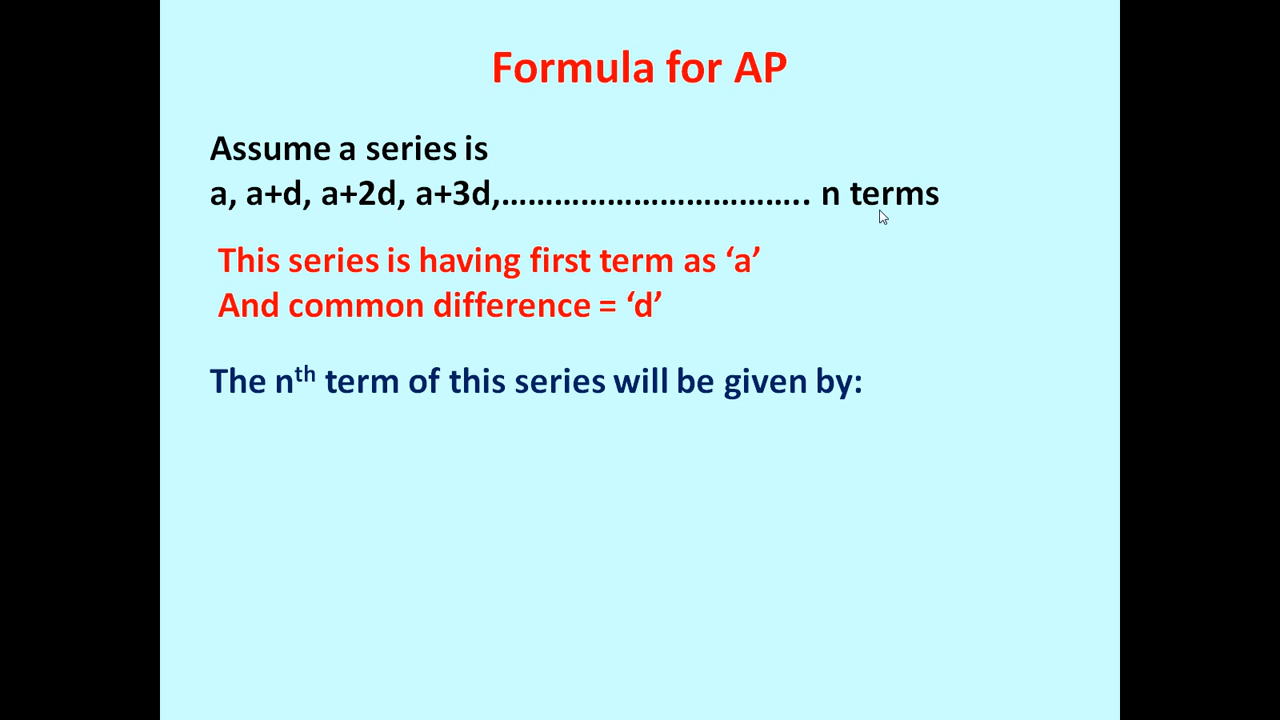 Formula for AP
Assume a series is
a, a+d, a+2d, a+3d,…………………………….. n terms
This series is having first term as ‘a’
And common difference = ‘d’
The nth term of this series will be given by: